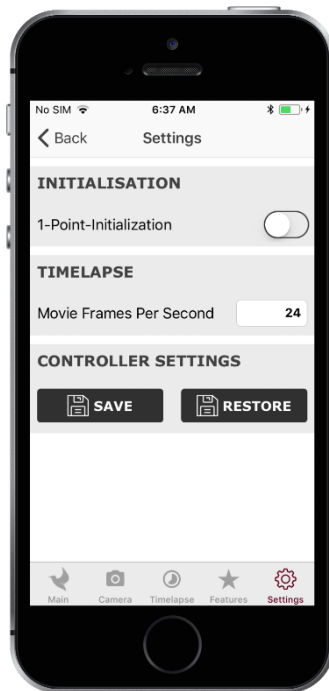 No SIM 6:37 AM
Back Settings
INITIALISATION
1-Point-Initialization
TIMELAPSE
Movie Frames Per Second 24
CONTROLLER SETTINGS
SAVE RESTORE
Main Camera Timelapse Features Settings